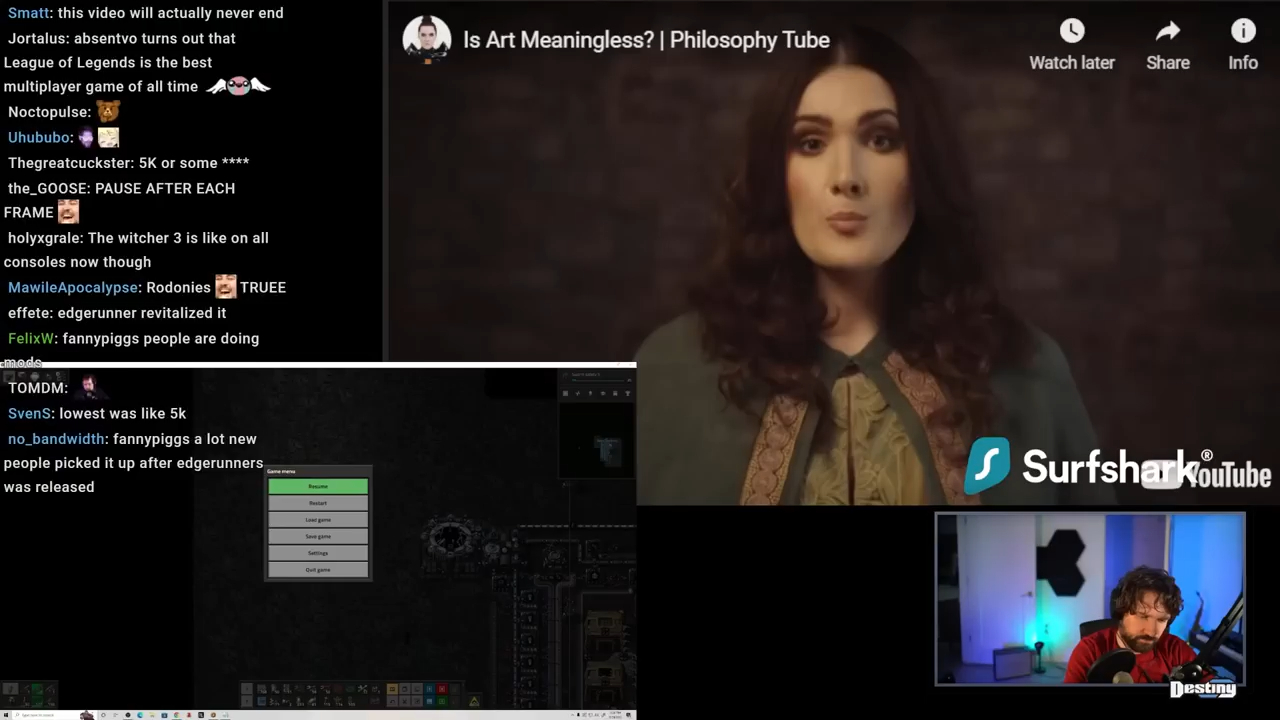 Smatt: this video will actually never end
Jortalus: absentvo turns out that
League of Legends is the best
multiplayer game of all time
Noctopulse:
Uhububo:
Thegreatcuckster: 5K or some ****
the_GOOSE: PAUSE AFTER EACH
FRAME
holyxgrale: The witcher 3 is like on all
consoles now though
MawileApocalypse: Rodonies TRUEE
effete: edgerunner revitalized it
FelixW: fannypiggs people are doing
mods
TOMDM:
SvenS: lowest was like 5k
no_bandwidth: fannypiggs a lot new
people picked it up after edgerunners
was released
Is Art Meaningless? | Philosophy Tube
Watch later
Share
Info
Surfshark®
YouTube
Game menu
Resume
Restart
Load game
Save game
Settings
Quit game
Destiny